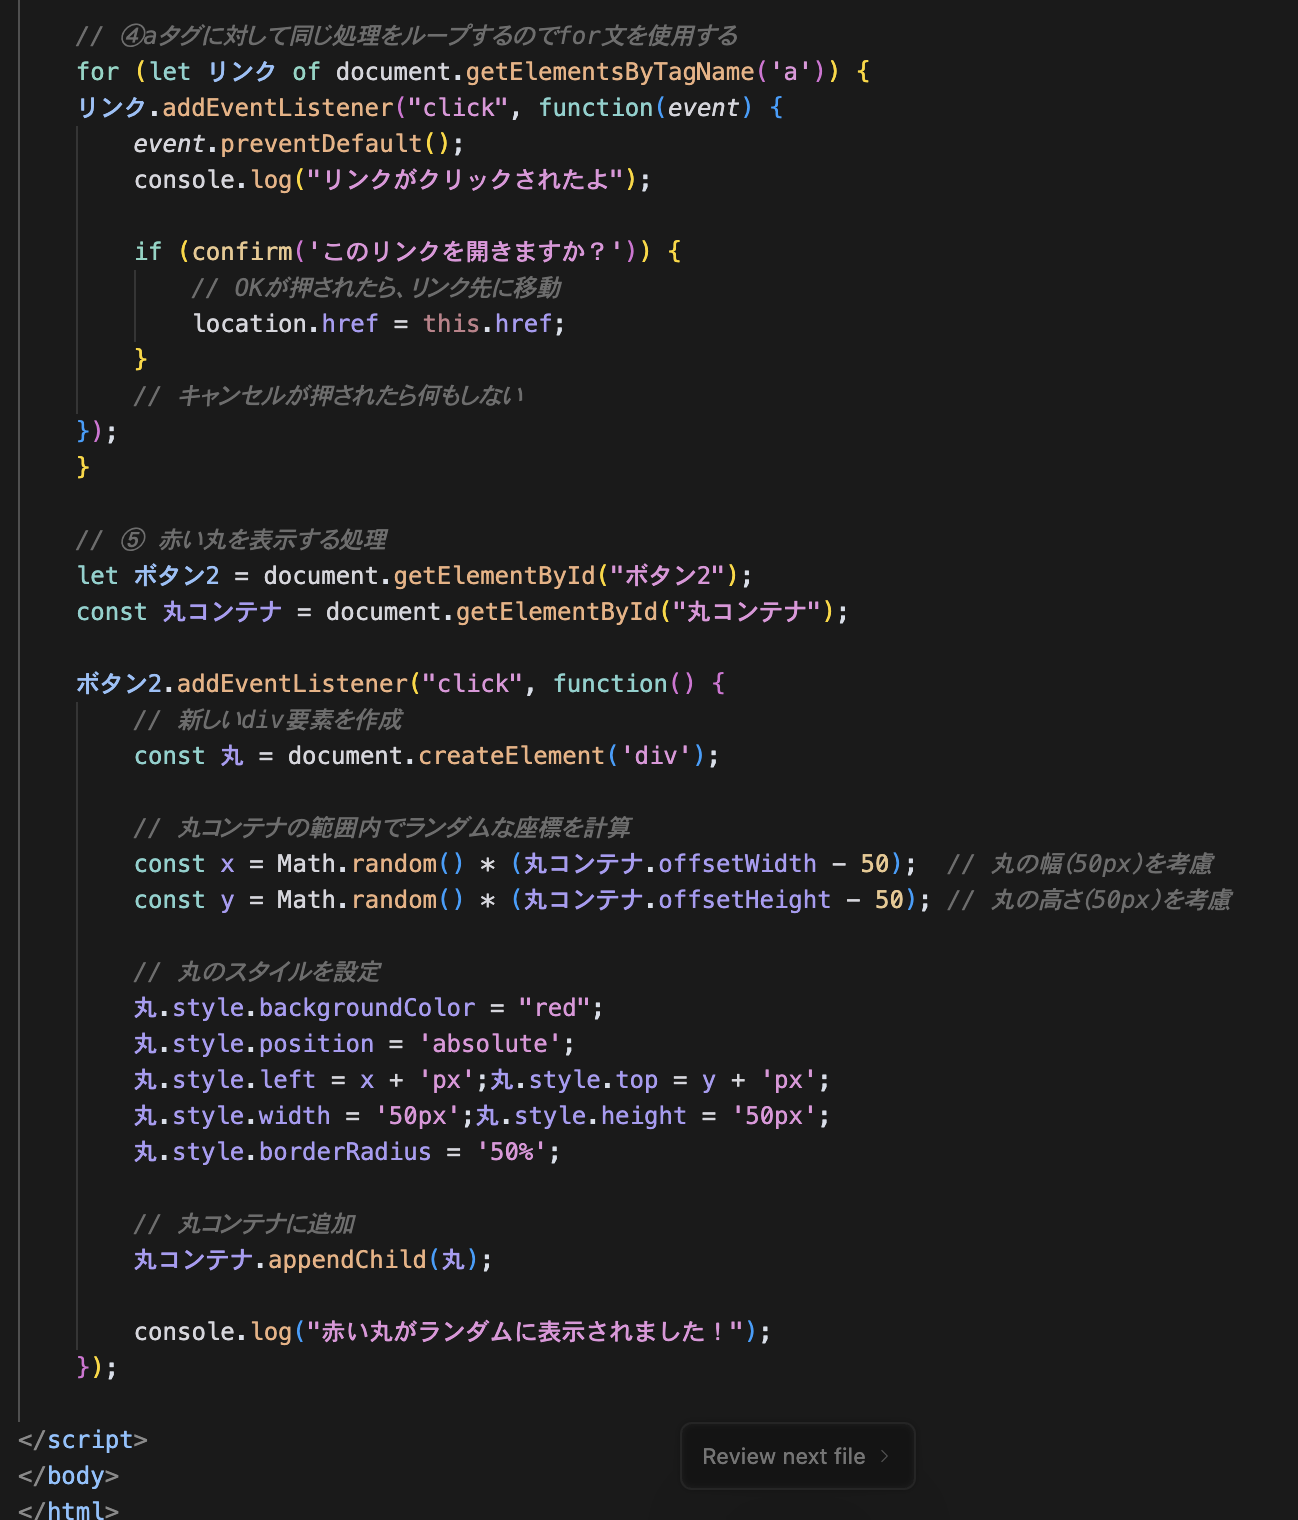 // ④aタグに対して同じ処理をループするのでfor文を使用する
for (let リンク of document.getElementsByTagName('a')) {
リンク.addEventListener("click", function(event) {
event.preventDefault();
console.log("リンクがクリックされたよ");
if (confirm('このリンクを開きますか？')) {
// OKが押されたら、リンク先に移動
location.href = this.href;
}
// キャンセルが押されたら何もしない
});
}
// ⑤ 赤い丸を表示する処理
let ボタン2 = document.getElementById("ボタン2");
const 丸コンテナ = document.getElementById("丸コンテナ");
ボタン2.addEventListener("click", function() {
// 新しいdiv要素を作成
const 丸 = document.createElement('div');
// 丸コンテナの範囲内でランダムな座標を計算
const x = Math.random() * (丸コンテナ.offsetWidth - 50);  // 丸の幅（50px）を考慮
const y = Math.random() * (丸コンテナ.offsetHeight - 50); // 丸の高さ（50px）を考慮
// 丸のスタイルを設定
丸.style.backgroundColor = "red";
丸.style.position = 'absolute';
丸.style.left = x + 'px';丸.style.top = y + 'px';
丸.style.width = '50px';丸.style.height = '50px';
丸.style.borderRadius = '50%';
// 丸コンテナに追加
丸コンテナ.appendChild(丸);
console.log("赤い丸がランダムに表示されました！");
});
</script>
Review next file >
</body>
</html>